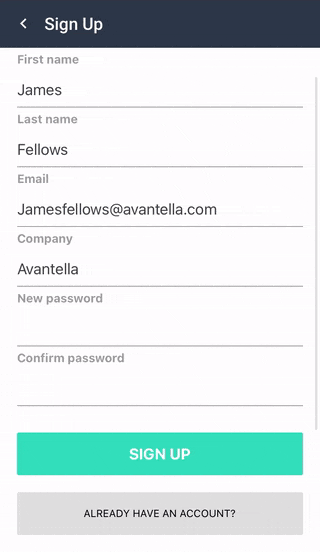 Sign Up
First name
James
Last name
Fellows
Email
Jamesfellows@avantella.com
Company
Avantella
New password
Confirm password
SIGN UP
ALREADY HAVE AN ACCOUNT?